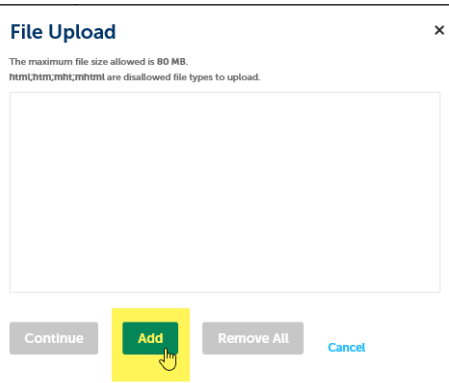 File Upload
×
The maximum file size allowed is 80 MB.
html;htm;mht;mhtml are disallowed file types to upload.
Continue
Add
Remove All
Cancel